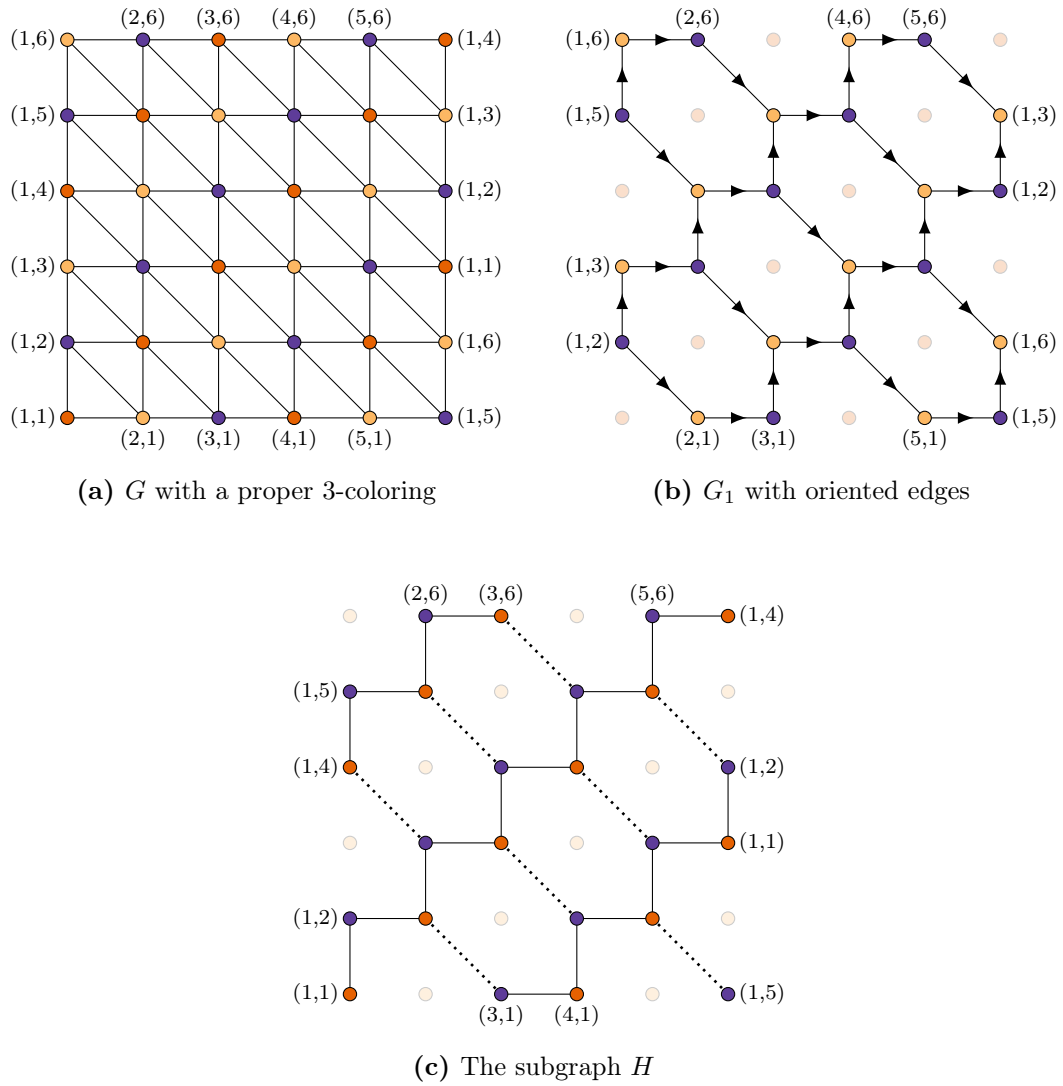 (2,6) (3,6) (4,6) (5,6)
(1,6) (1,4)
(1,5) (1,3)
(1,4) (1,2)
(1,3) (1,1)
(1,2) (1,6)
(1,1) (1,5)
(2,1) (3,1) (4,1) (5,1)
(a) G with a proper 3-coloring
(2,6) (4,6) (5,6)
(1,6)
(1,5) (1,3)
(1,2)
(1,3)
(1,2) (1,6)
(1,5)
(2,1) (3,1) (5,1)
(b) G₁ with oriented edges
(2,6) (3,6) (5,6)
(1,4)
(1,5)
(1,4) (1,2)
(1,1)
(1,2)
(1,1) (1,5)
(3,1) (4,1)
(c) The subgraph H